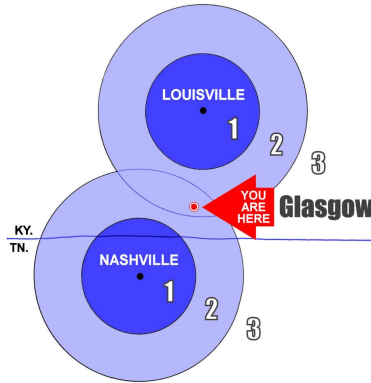 LOUISVILLE
1
2
3
YOU
ARE
HERE
Glasgow
KY.
TN.
NASHVILLE
1
2
3